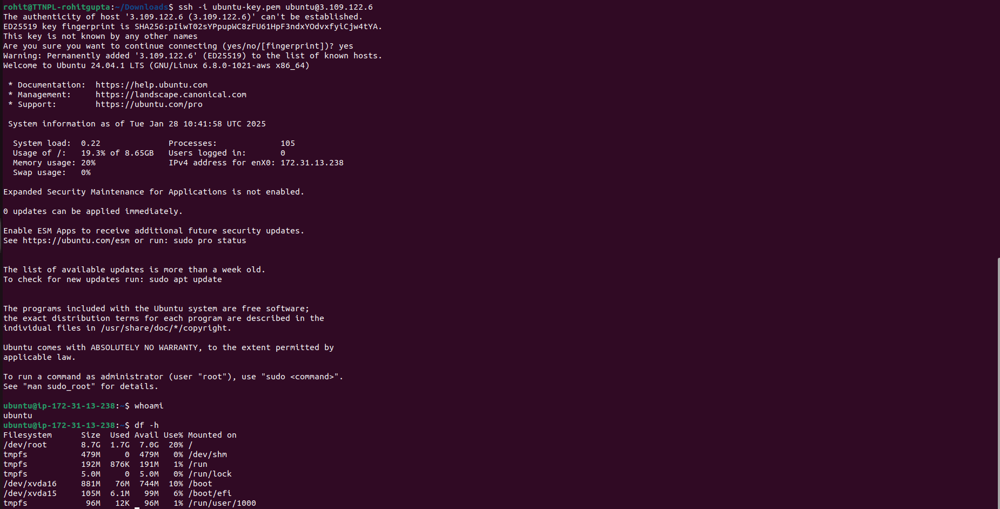 rohit@TTNPL-rohitgupta:~/Downloads$ ssh -i ubuntu-key.pem ubuntu@3.109.122.6
The authenticity of host '3.109.122.6 (3.109.122.6)' can't be established.
ED25519 key fingerprint is SHA256:pIiwT02sYPpupWC8zFU61HpF3ndxYOdvxfyiCjw4tYA.
This key is not known by any other names
Are you sure you want to continue connecting (yes/no/[fingerprint])? yes
Warning: Permanently added '3.109.122.6' (ED25519) to the list of known hosts.
Welcome to Ubuntu 24.04.1 LTS (GNU/Linux 6.8.0-1021-aws x86_64)

 * Documentation:  https://help.ubuntu.com
 * Management:     https://landscape.canonical.com
 * Support:        https://ubuntu.com/pro

 System information as of Tue Jan 28 10:41:58 UTC 2025

  System load:  0.22              Processes:             105
  Usage of /:   19.3% of 8.65GB   Users logged in:       0
  Memory usage: 20%               IPv4 address for enX0: 172.31.13.238
  Swap usage:   0%

Expanded Security Maintenance for Applications is not enabled.

0 updates can be applied immediately.

Enable ESM Apps to receive additional future security updates.
See https://ubuntu.com/esm or run: sudo pro status

The list of available updates is more than a week old.
To check for new updates run: sudo apt update

The programs included with the Ubuntu system are free software;
the exact distribution terms for each program are described in the
individual files in /usr/share/doc/*/copyright.

Ubuntu comes with ABSOLUTELY NO WARRANTY, to the extent permitted by
applicable law.

To run a command as administrator (user "root"), use "sudo <command>".
See "man sudo_root" for details.

ubuntu@ip-172-31-13-238:~$ whoami
ubuntu
ubuntu@ip-172-31-13-238:~$ df -h
Filesystem      Size  Used Avail Use% Mounted on
/dev/root       8.7G  1.7G  7.0G  20% /
tmpfs           479M     0  479M   0% /dev/shm
tmpfs           192M  876K  191M   1% /run
tmpfs           5.0M     0  5.0M   0% /run/lock
/dev/xvda16     881M   76M  744M  10% /boot
/dev/xvda15     105M  6.1M   99M   6% /boot/efi
tmpfs            96M   12K   96M   1% /run/user/1000